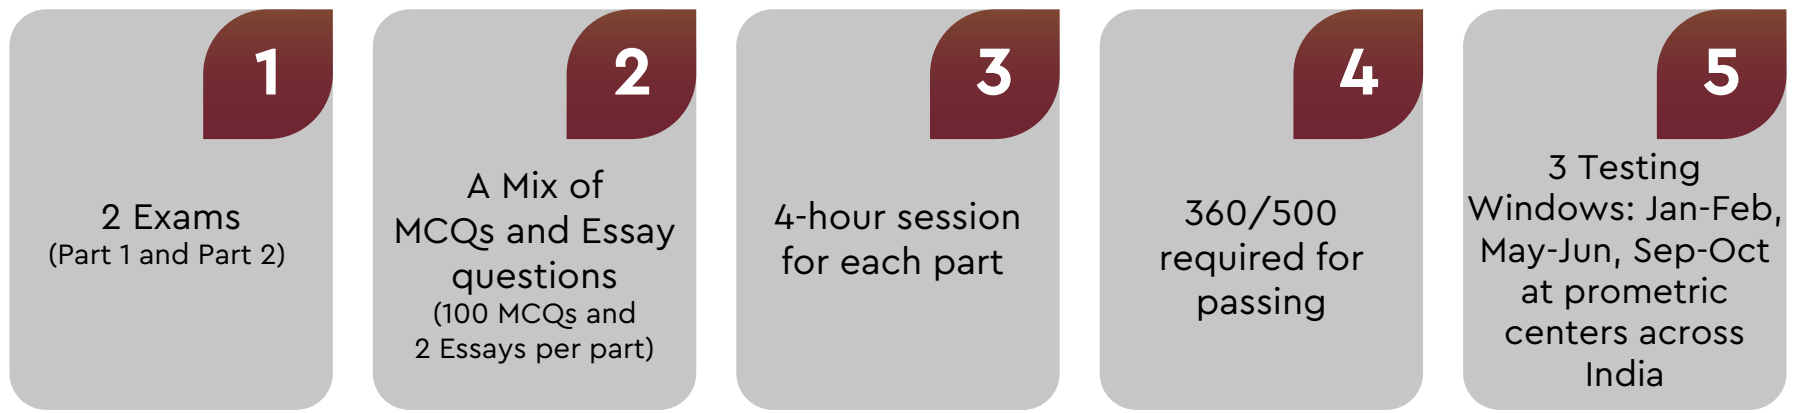 1
2 Exams
(Part 1 and Part 2)
2
A Mix of
MCQs and Essay
questions
(100 MCQs and
2 Essays per part)
3
4-hour session
for each part
4
360/500
required for
passing
5
3 Testing
Windows: Jan-Feb,
May-Jun, Sep-Oct
at prometric
centers across
India